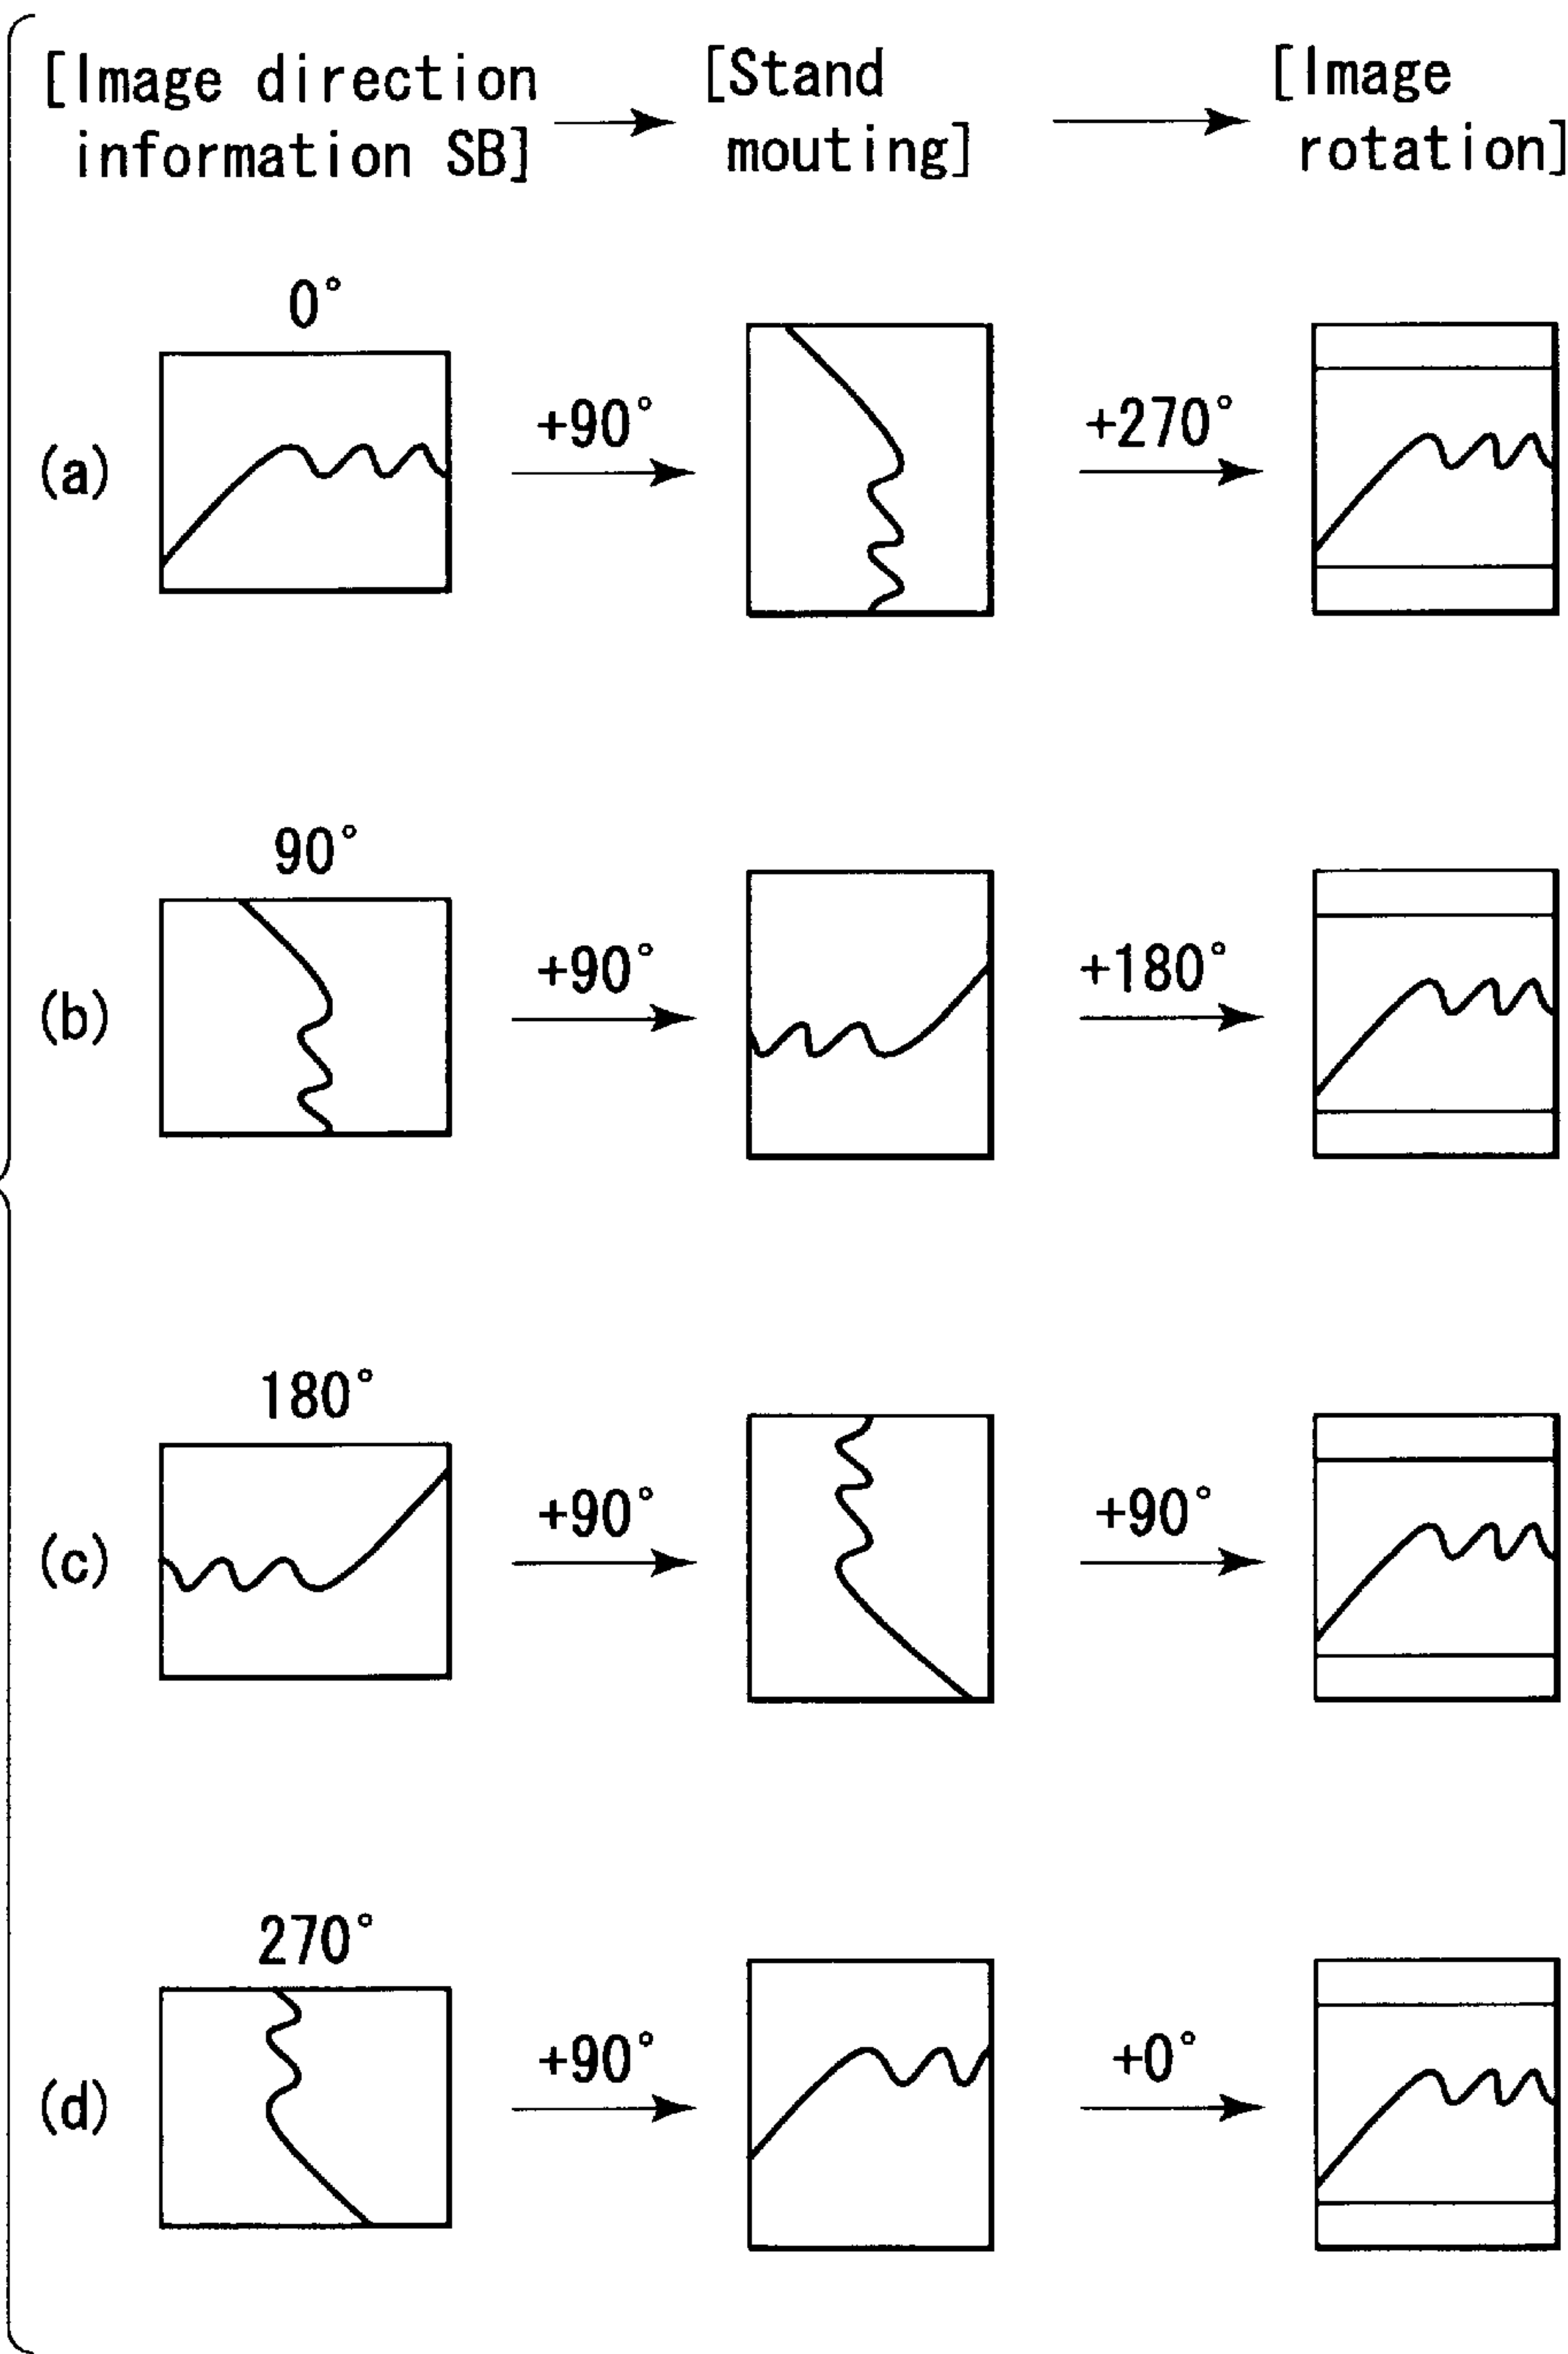 [Image direction information SB]
[Stand mouting]
[Image rotation]
0°
(a)
+90°
+270°
90°
(b)
+90°
+180°
180°
(c)
+90°
+90°
270°
(d)
+90°
+0°